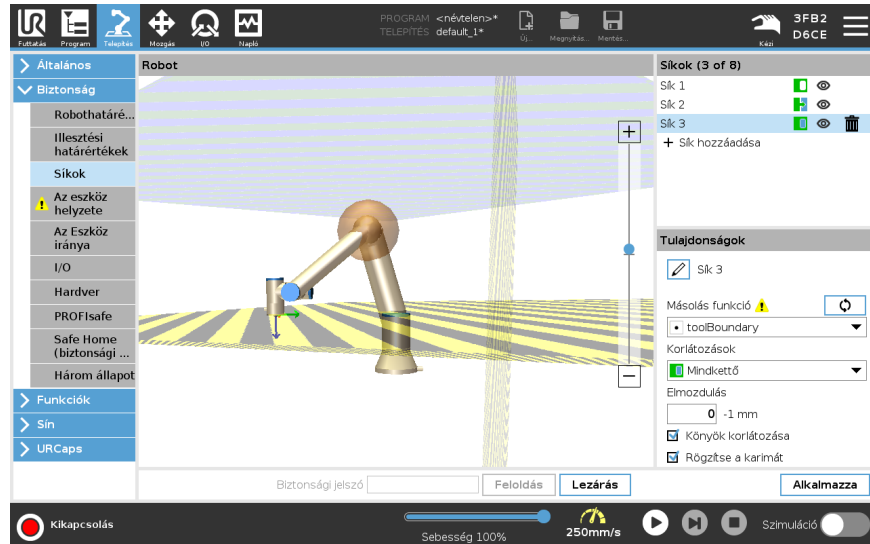 UR
Futtatás
Program
Telepítés
Mozgás
I/O
Napló
PROGRAM <névtelen>*
TELEPÍTÉS default_1*
Új...
Megnyitás...
Mentés...
Kézi
3FB2
D6CE
Általános
Biztonság
Robothatáré...
Illesztési
határértékek
Síkok
Az eszköz
helyzete
Az Eszköz
iránya
I/O
Hardver
PROFIsafe
Safe Home
(biztonsági ...
Három állapot
Funkciók
Sín
URCaps
Robot
Síkok (3 of 8)
Sík 1
Sík 2
Sík 3
+ Sík hozzáadása
Tulajdonságok
Sík 3
Másolás funkció
toolBoundary
Korlátozások
Mindkettő
Elmozdulás
0 -1 mm
Könyök korlátozása
Rögzítse a karimát
Biztonsági jelszó
Feloldás
Lezárás
Alkalmazza
Kikapcsolás
Sebesség 100%
250mm/s
Szimuláció